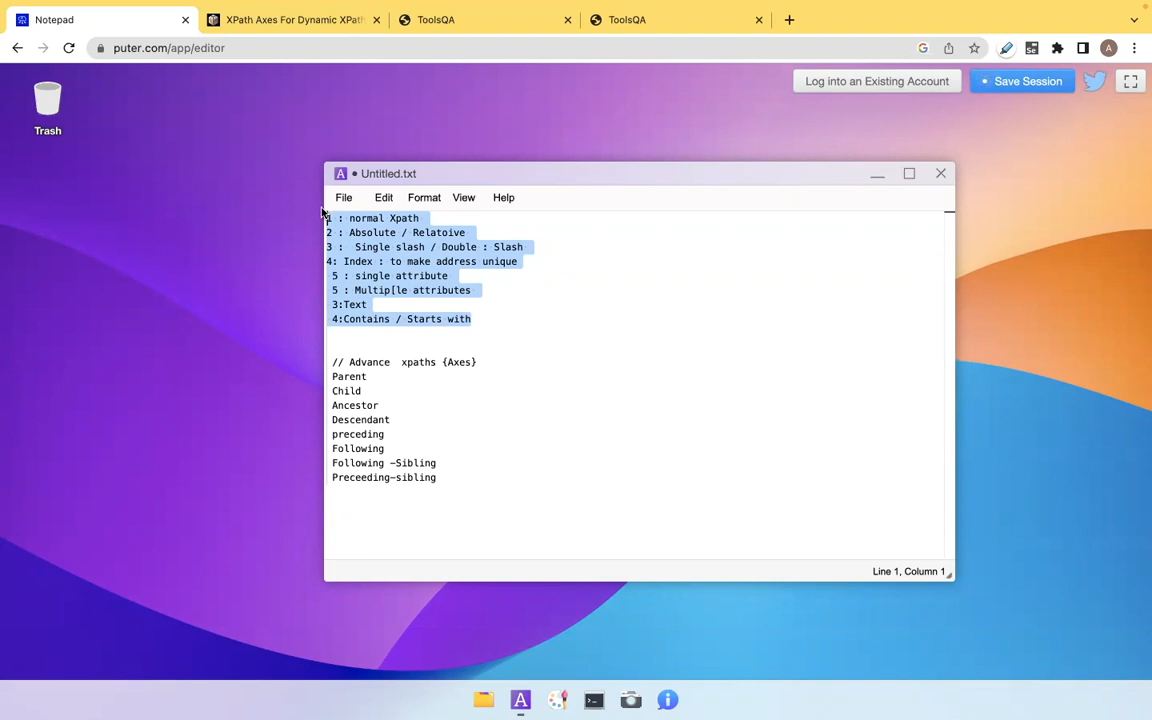 Notepad
XPath Axes For Dynamic XPath
ToolsQA
ToolsQA
puter.com/app/editor
A
Log into an Existing Account
Save Session
Trash
A
Untitled.txt
File Edit Format View Help
1 : normal Xpath
2 : Absolute / Relatoive
3 :  Single slash / Double : Slash
4: Index : to make address unique
5 : single attribute
5 : Multip[le attributes
3:Text
4:Contains / Starts with
// Advance  xpaths {Axes}
Parent
Child
Ancestor
Descendant
preceding
Following
Following -Sibling
Preceeding-sibling
Line 1, Column 1
A